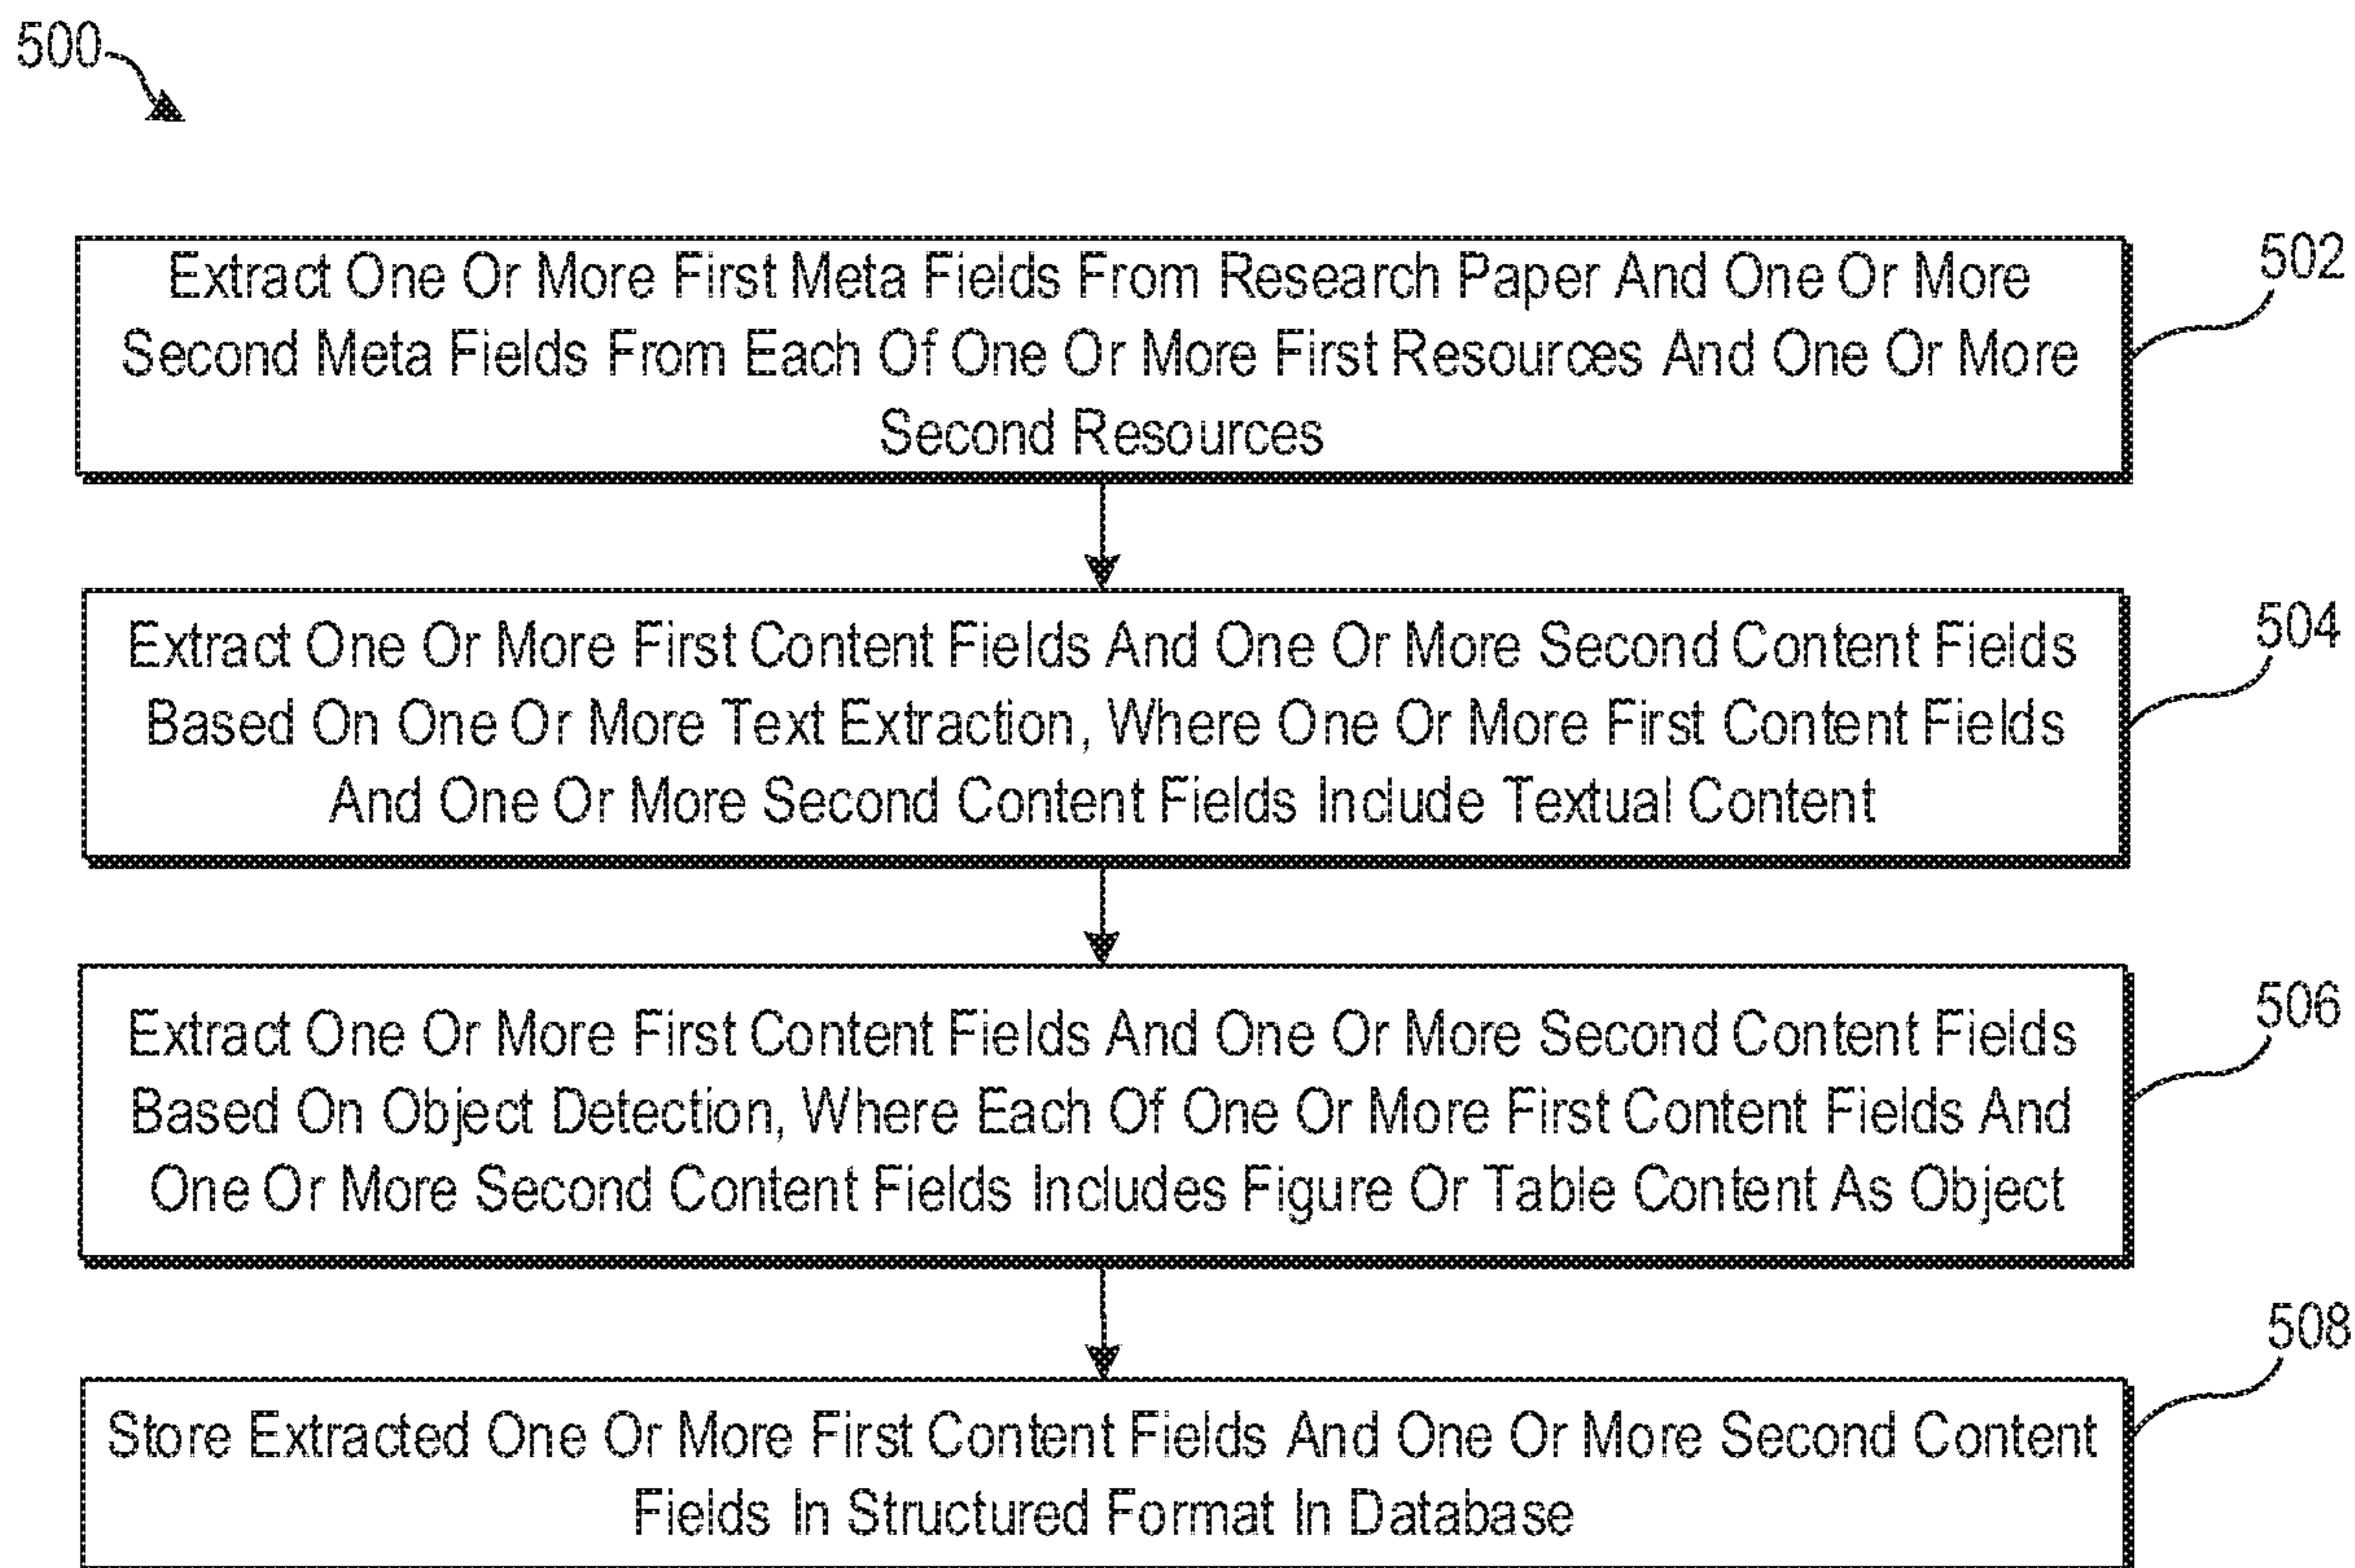 500
Extract One Or More First Meta Fields From Research Paper And One Or More
Second Meta Fields From Each Of One Or More First Resources And One Or More
Second Resources
502
Extract One Or More First Content Fields And One Or More Second Content Fields
Based On One Or More Text Extraction, Where One Or More First Content Fields
And One Or More Second Content Fields Include Textual Content
504
Extract One Or More First Content Fields And One Or More Second Content Fields
Based On Object Detection, Where Each Of One Or More First Content Fields And
One Or More Second Content Fields Includes Figure Or Table Content As Object
506
Store Extracted One Or More First Content Fields And One Or More Second Content
Fields In Structured Format In Database
508